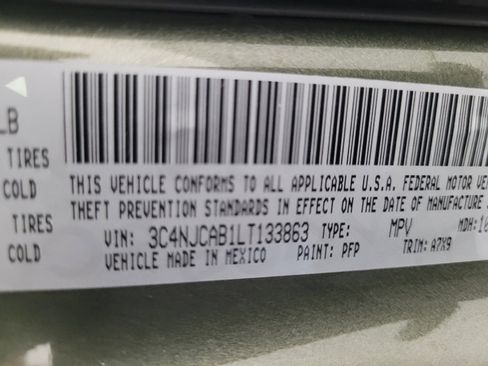 LB
TIRES
COLD
TIRES
COLD
THIS VEHICLE CONFORMS TO ALL APPLICABLE U.S.A. FEDERAL MOTOR
THEFT PREVENTION STANDARDS IN EFFECT ON THE DATE OF MANUFACTURE
VIN: 3C4NJCAB1LT133863 TYPE: MPV MDH:
VEHICLE MADE IN MEXICO PAINT: PFP TRIM: A7X9